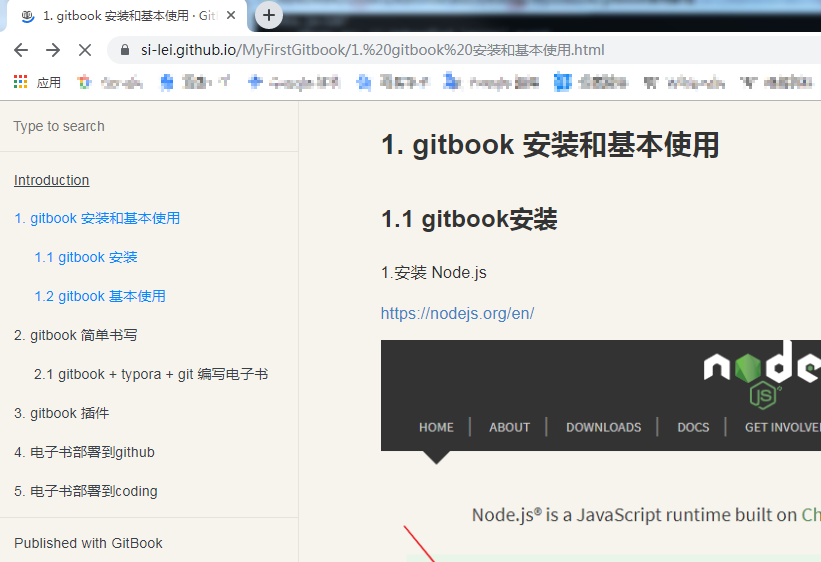 1. gitbook 安装和基本使用 · Git
si-lei.github.io/MyFirstGitbook/1.%20gitbook%20安装和基本使用.html
应用
Type to search
Introduction
1. gitbook 安装和基本使用
1.1 gitbook 安装
1.2 gitbook 基本使用
2. gitbook 简单书写
2.1 gitbook + typora + git 编写电子书
3. gitbook 插件
4. 电子书部署到github
5. 电子书部署到coding
Published with GitBook
1. gitbook 安装和基本使用
1.1 gitbook安装
1.安装 Node.js
https://nodejs.org/en/
node
JS
HOME ABOUT DOWNLOADS DOCS GET INVOLVE
Node.js® is a JavaScript runtime built on Ch